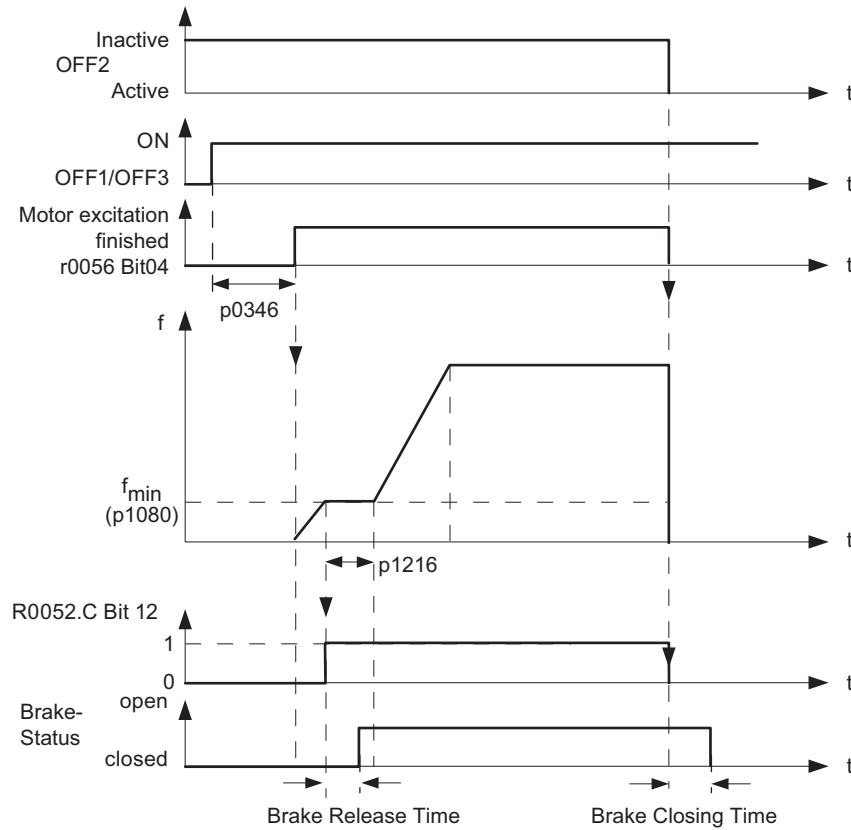 Inactive
OFF2
Active
t
ON
OFF1/OFF3
t
Motor excitation
finished
r0056 Bit04
t
p0346
f
fmin
(p1080)
t
p1216
R0052.C Bit 12
1
0
t
open
Brake-
Status
closed
t
Brake Release Time
Brake Closing Time